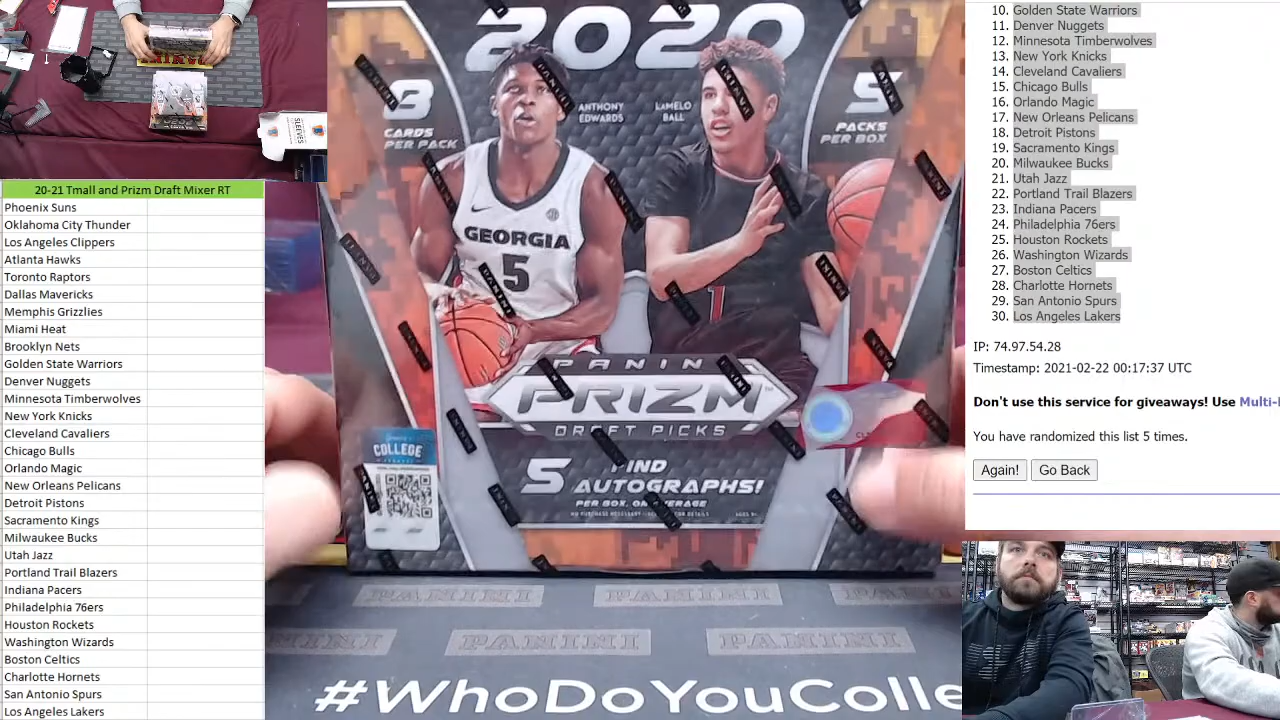 2020
8
CARDS
PER PACK
ANTHONY
EDWARDS
LAMELO
BALL
5
PACKS
PER BOX
GEORGIA
5
1
PANINI
PRIZM
DRAFT PICKS
COLLEGE
5 FIND
AUTOGRAPHS!
PER BOX, ON AVERAGE
PANINI
PANINI
PANINI
PANINI
PANINI
#WhoDoYouColle
SLEEVES
20-21 Tmall and Prizm Draft Mixer RT
Phoenix Suns
Oklahoma City Thunder
Los Angeles Clippers
Atlanta Hawks
Toronto Raptors
Dallas Mavericks
Memphis Grizzlies
Miami Heat
Brooklyn Nets
Golden State Warriors
Denver Nuggets
Minnesota Timberwolves
New York Knicks
Cleveland Cavaliers
Chicago Bulls
Orlando Magic
New Orleans Pelicans
Detroit Pistons
Sacramento Kings
Milwaukee Bucks
Utah Jazz
Portland Trail Blazers
Indiana Pacers
Philadelphia 76ers
Houston Rockets
Washington Wizards
Boston Celtics
Charlotte Hornets
San Antonio Spurs
Los Angeles Lakers
10. Golden State Warriors
11. Denver Nuggets
12. Minnesota Timberwolves
13. New York Knicks
14. Cleveland Cavaliers
15. Chicago Bulls
16. Orlando Magic
17. New Orleans Pelicans
18. Detroit Pistons
19. Sacramento Kings
20. Milwaukee Bucks
21. Utah Jazz
22. Portland Trail Blazers
23. Indiana Pacers
24. Philadelphia 76ers
25. Houston Rockets
26. Washington Wizards
27. Boston Celtics
28. Charlotte Hornets
29. San Antonio Spurs
30. Los Angeles Lakers
IP: 74.97.54.28
Timestamp: 2021-02-22 00:17:37 UTC
Don't use this service for giveaways! Use Multi-
You have randomized this list 5 times.
Again!
Go Back